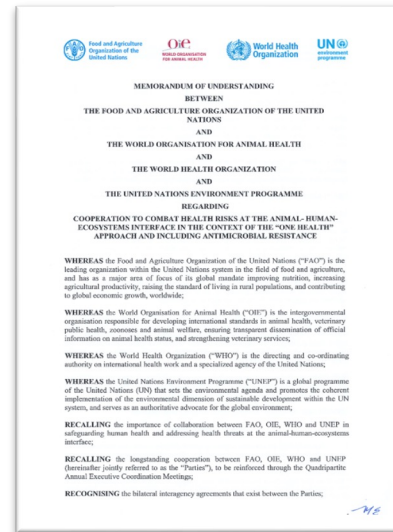 Food and Agriculture
Organization of the
United Nations
Oie
WORLD ORGANISATION
FOR ANIMAL HEALTH
World Health
Organization
UN
environment
programme
MEMORANDUM OF UNDERSTANDING
BETWEEN
THE FOOD AND AGRICULTURE ORGANIZATION OF THE UNITED
NATIONS
AND
THE WORLD ORGANISATION FOR ANIMAL HEALTH
AND
THE WORLD HEALTH ORGANIZATION
AND
THE UNITED NATIONS ENVIRONMENT PROGRAMME
REGARDING
COOPERATION TO COMBAT HEALTH RISKS AT THE ANIMAL- HUMAN-
ECOSYSTEMS INTERFACE IN THE CONTEXT OF THE "ONE HEALTH"
APPROACH AND INCLUDING ANTIMICROBIAL RESISTANCE
WHEREAS the Food and Agriculture Organization of the United Nations ("FAO") is the
leading organization within the United Nations system in the field of food and agriculture,
and has as a major area of focus of its global mandate improving nutrition, increasing
agricultural productivity, raising the standard of living in rural populations, and contributing
to global economic growth, worldwide;
WHEREAS the World Organisation for Animal Health ("OIE") is the intergovernmental
organisation responsible for developing international standards in animal health, veterinary
public health, zoonoses and animal welfare, ensuring transparent dissemination of official
information on animal health status, and strengthening veterinary services;
WHEREAS the World Health Organization ("WHO") is the directing and co-ordinating
authority on international health work and a specialized agency of the United Nations;
WHEREAS the United Nations Environment Programme ("UNEP") is a global programme
of the United Nations (UN) that sets the environmental agenda and promotes the coherent
implementation of the environmental dimension of sustainable development within the UN
system, and serves as an authoritative advocate for the global environment;
RECALLING the importance of collaboration between FAO, OIE, WHO and UNEP in
safeguarding human health and addressing health threats at the animal-human-ecosystems
interface;
RECALLING the longstanding cooperation between FAO, OIE, WHO and UNEP
(hereinafter jointly referred to as the "Parties"), to be reinforced through the Quadripartite
Annual Executive Coordination Meetings;
RECOGNISING the bilateral interagency agreements that exist between the Parties;